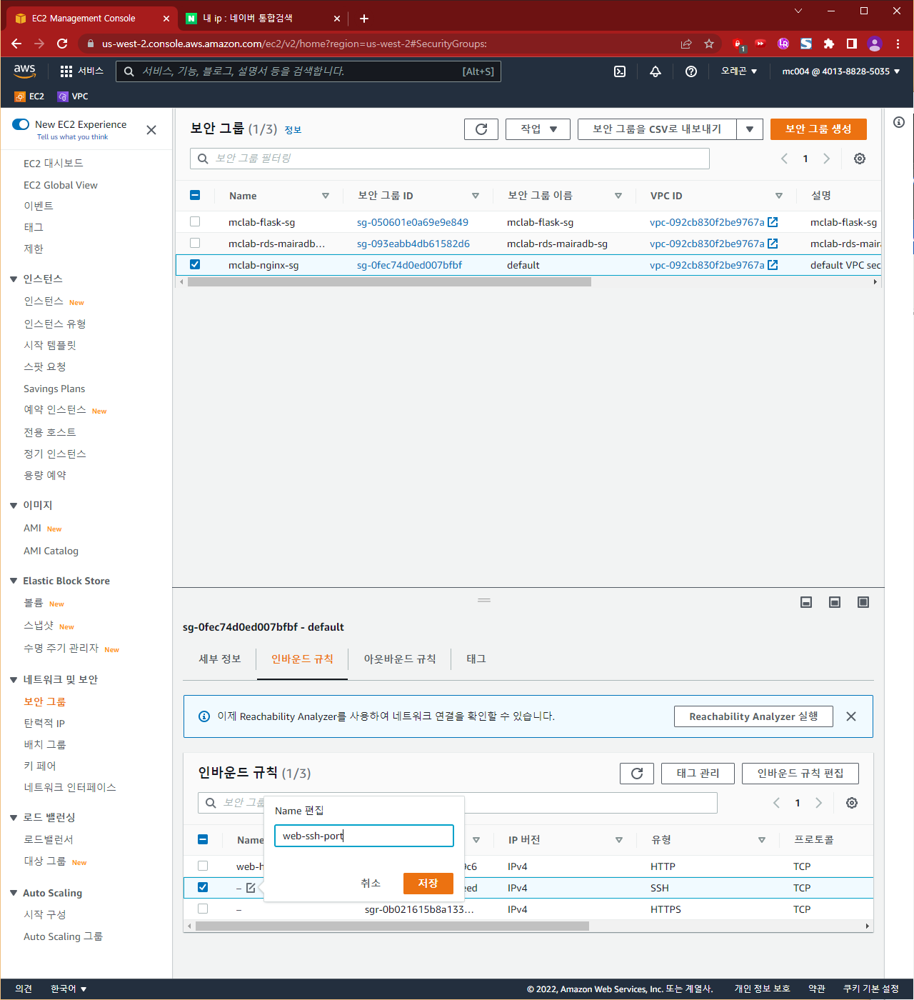 EC2 Management Console
내 ip : 네이버 통합검색
us-west-2.console.aws.amazon.com/ec2/v2/home?region=us-west-2#SecurityGroups:
1
aws
서비스
서비스, 기능, 블로그, 설명서 등을 검색합니다.
[Alt+S]
오레곤
mc004 @ 4013-8828-5035
EC2
VPC
New EC2 Experience
Tell us what you think
EC2 대시보드
EC2 Global View
이벤트
태그
제한
인스턴스
인스턴스 New
인스턴스 유형
시작 템플릿
스팟 요청
Savings Plans
예약 인스턴스 New
전용 호스트
정기 인스턴스
용량 예약
이미지
AMI New
AMI Catalog
Elastic Block Store
볼륨 New
스냅샷 New
수명 주기 관리자 New
네트워크 및 보안
보안 그룹
탄력적 IP
배치 그룹
키 페어
네트워크 인터페이스
로드 밸런싱
로드밸런서
대상 그룹 New
Auto Scaling
시작 구성
Auto Scaling 그룹
보안 그룹 (1/3) 정보
작업
보안 그룹을 CSV로 내보내기
보안 그룹 생성
보안 그룹 필터링
1
Name 보안 그룹 ID 보안 그룹 이름 VPC ID 설명
mclab-flask-sg sg-050601e0a69e9e849 mclab-flask-sg vpc-092cb830f2be9767a mclab-flask-sg
mclab-rds-mairadb... sg-093eabb4db61582d6 mclab-rds-mairadb-sg vpc-092cb830f2be9767a mclab-rds-mair
mclab-nginx-sg sg-0fec74d0ed007bfbf default vpc-092cb830f2be9767a default VPC sec
sg-0fec74d0ed007bfbf - default
세부 정보
인바운드 규칙
아웃바운드 규칙
태그
이제 Reachability Analyzer를 사용하여 네트워크 연결을 확인할 수 있습니다.
Reachability Analyzer 실행
인바운드 규칙 (1/3)
태그 관리
인바운드 규칙 편집
보안 그룹
1
Name 편집
web-ssh-port
취소
저장
Name IP 버전 유형 프로토콜
web-h 9c6 IPv4 HTTP TCP
– eed IPv4 SSH TCP
– sgr-0b021615b8a133... IPv4 HTTPS TCP
의견
한국어
© 2022, Amazon Web Services, Inc. 또는 계열사.
개인 정보 보호
약관
쿠키 기본 설정